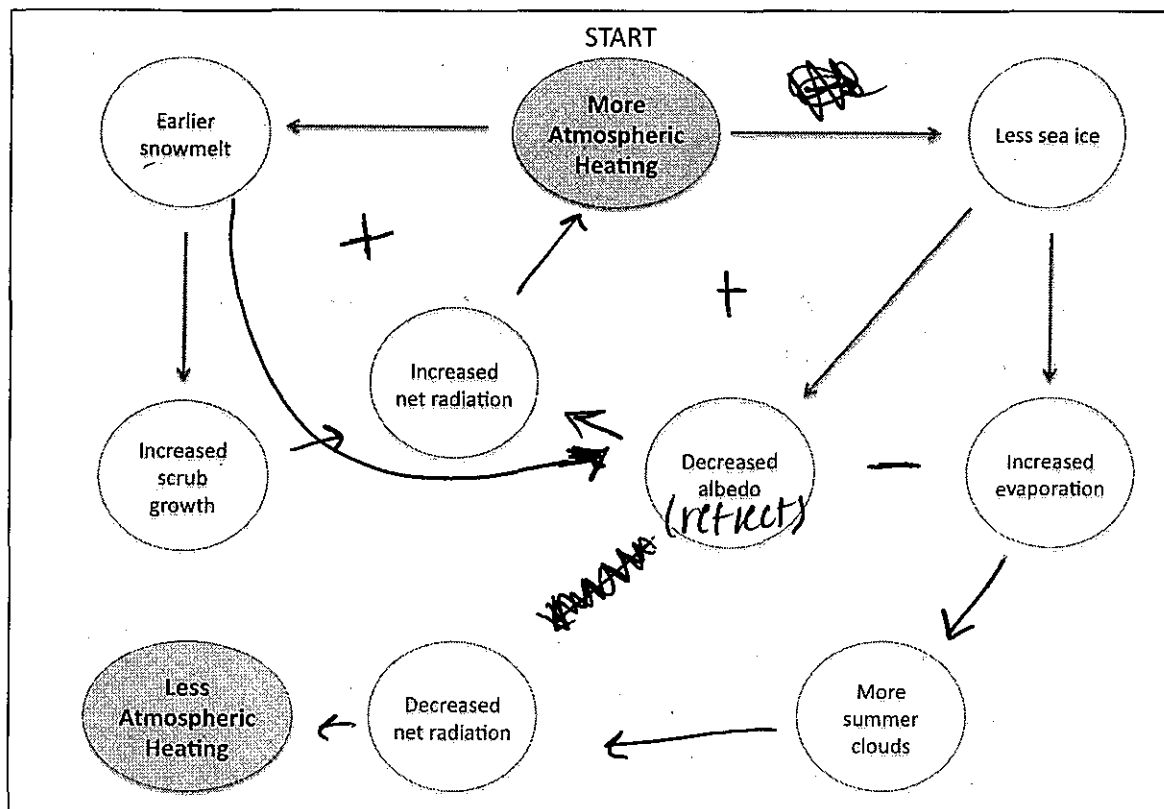 START
More
Atmospheric
Heating
Earlier
snowmelt
Less sea ice
+
+
Increased
net radiation
Increased
scrub
growth
Decreased
albedo
(reflect)
Increased
evaporation
Less
Atmospheric
Heating
Decreased
net radiation
More
summer
clouds